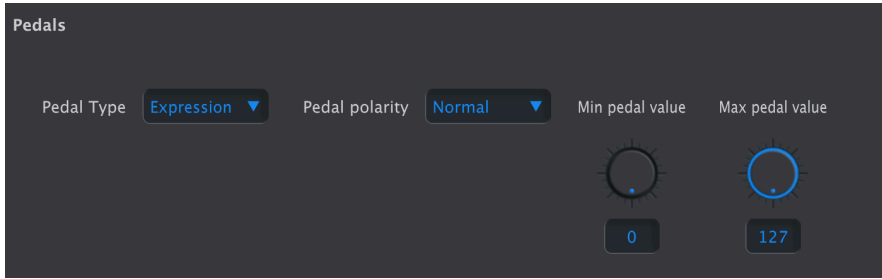 Pedals
Pedal Type Expression Pedal polarity Normal Min pedal value Max pedal value
0 127